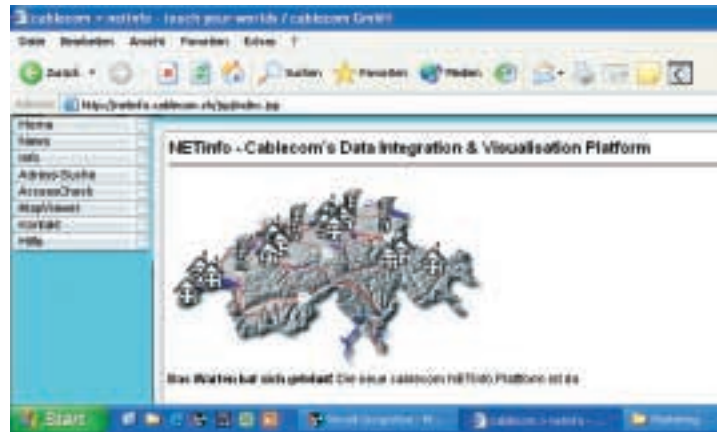 cablecom > netinfo - touch your worlds / cablecom GmbH
Datei Bearbeiten Ansicht Favoriten Extras ?
Zurück Suchen Favoriten Medien
Home
News
Info
Adress-Suche
AccessCheck
MapViewer
Kontakt
Hilfe
NETinfo - Cablecom's Data Integration & Visualisation Platform
Das Warten hat sich gelohnt! Die neue cablecom NETinfo Plattform ist da
Start